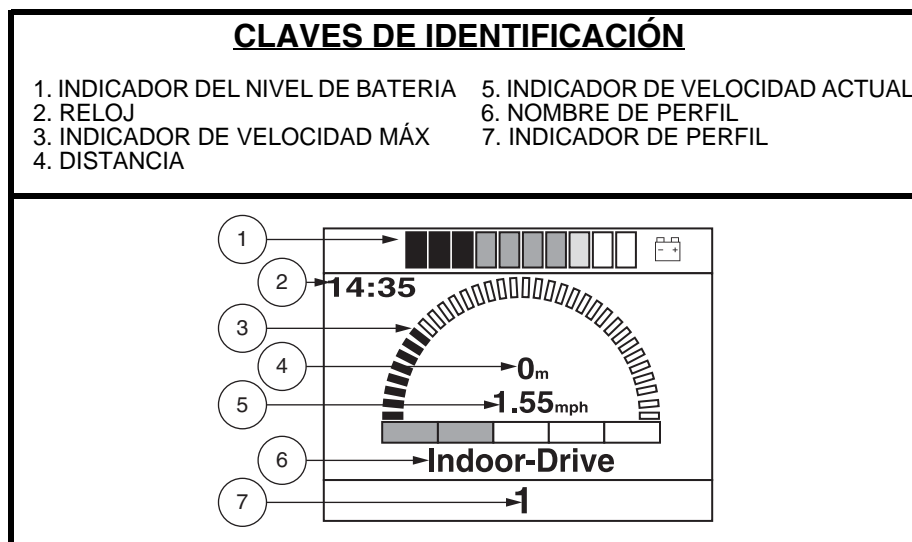 CLAVES DE IDENTIFICACIÓN
1. INDICADOR DEL NIVEL DE BATERIA
2. RELOJ
3. INDICADOR DE VELOCIDAD MÁX
4. DISTANCIA
5. INDICADOR DE VELOCIDAD ACTUAL
6. NOMBRE DE PERFIL
7. INDICADOR DE PERFIL
1
- +
2
14:35
3
4
0m
5
1.55mph
6
Indoor-Drive
7
1